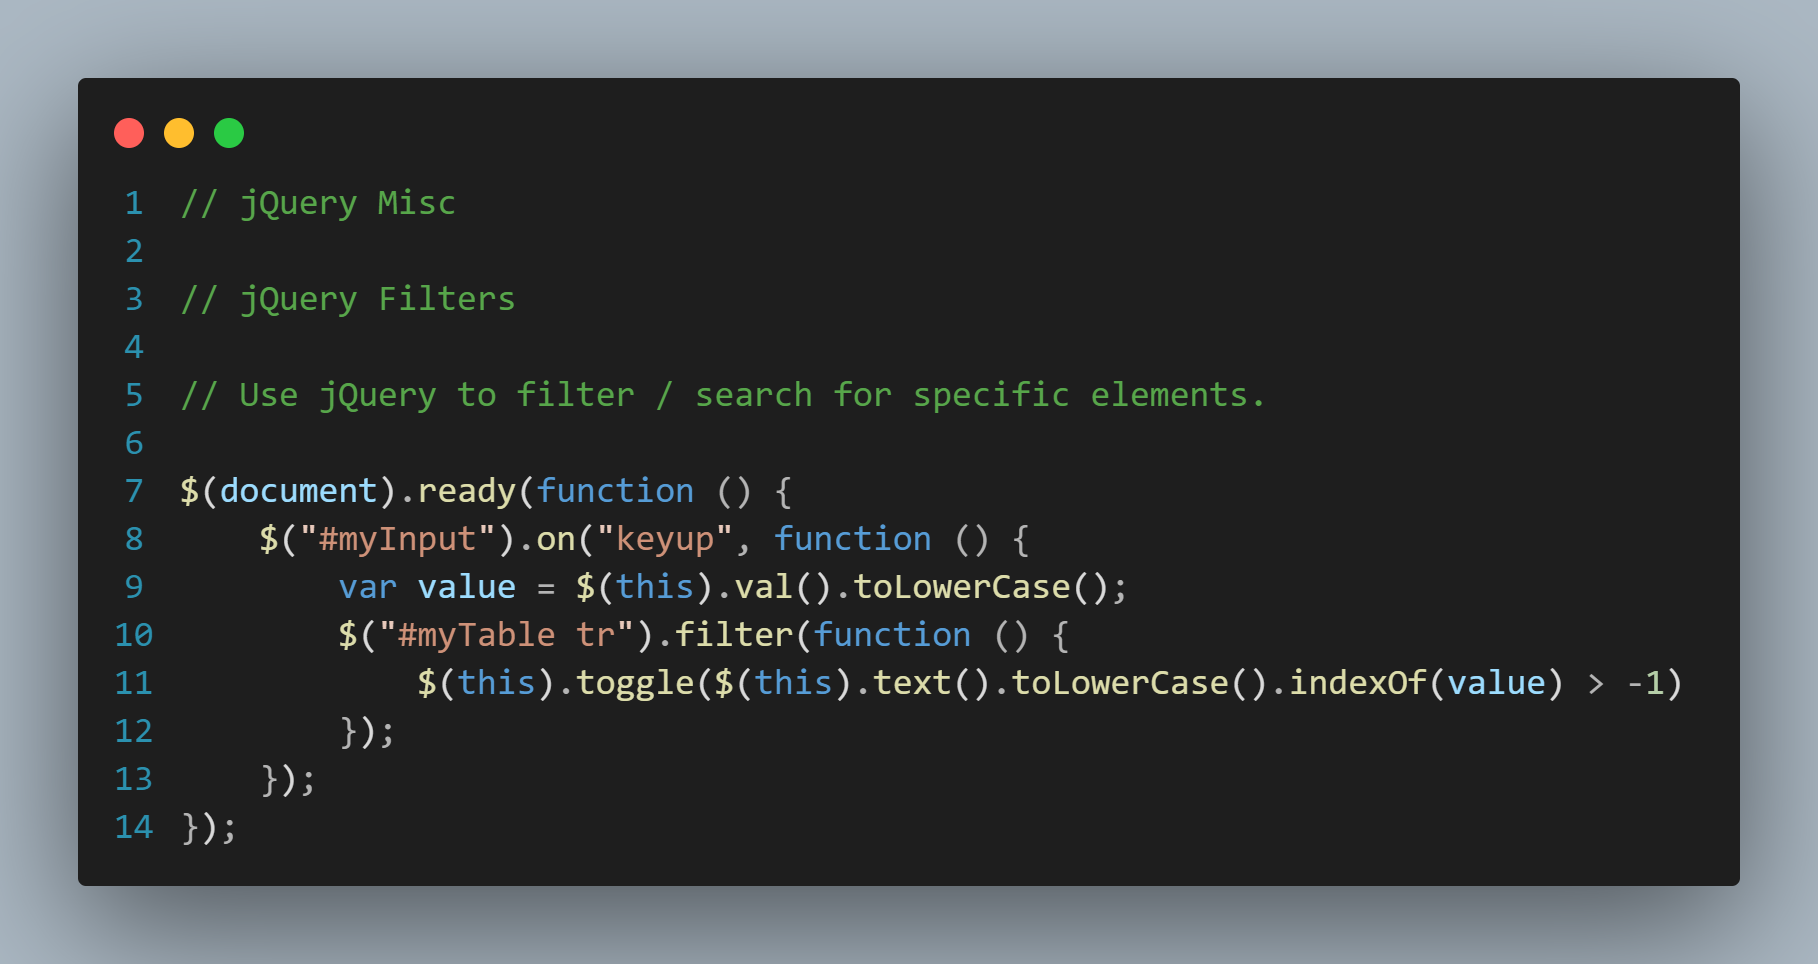 1 // jQuery Misc
2
3 // jQuery Filters
4
5 // Use jQuery to filter / search for specific elements.
6
7 $(document).ready(function () {
8     $("#myInput").on("keyup", function () {
9         var value = $(this).val().toLowerCase();
10         $("#myTable tr").filter(function () {
11             $(this).toggle($(this).text().toLowerCase().indexOf(value) > -1)
12         });
13     });
14 });